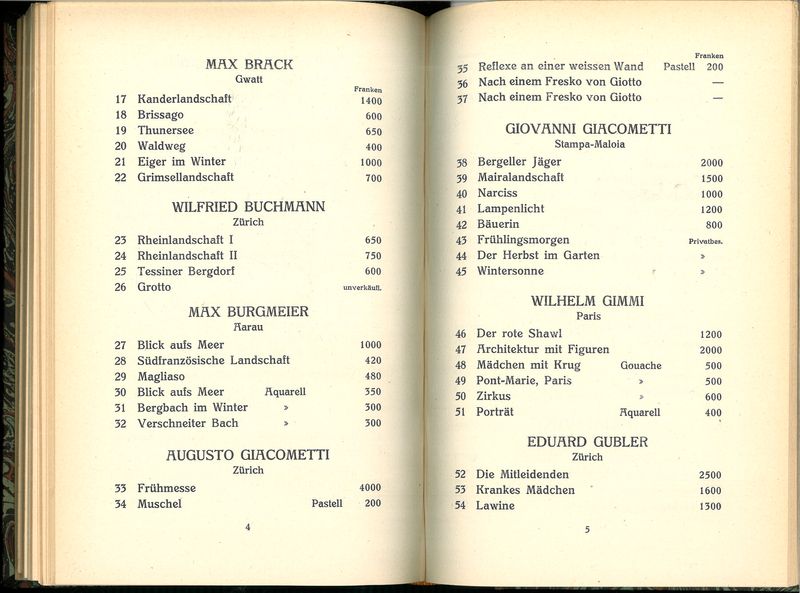 MAX BRACK
Gwatt
Franken
17 Kanderlandschaft 1400
18 Brissago 600
19 Thunersee 650
20 Waldweg 400
21 Eiger im Winter 1000
22 Grimsellandschaft 700
WILFRIED BUCHMANN
Zürich
23 Rheinlandschaft I 650
24 Rheinlandschaft II 750
25 Tessiner Bergdorf 600
26 Grotto unverkäufl.
MAX BURGMEIER
Aarau
27 Blick aufs Meer 1000
28 Südfranzösische Landschaft 420
29 Magliaso 480
30 Blick aufs Meer Aquarell 350
31 Bergbach im Winter » 300
32 Verschneiter Bach » 300
AUGUSTO GIACOMETTI
Zürich
33 Frühmesse 4000
34 Muschel Pastell 200
4
Franken
35 Reflexe an einer weissen Wand Pastell 200
36 Nach einem Fresko von Giotto —
37 Nach einem Fresko von Giotto —
GIOVANNI GIACOMETTI
Stampa-Maloia
38 Bergeller Jäger 2000
39 Mairalandschaft 1500
40 Narciss 1000
41 Lampenlicht 1200
42 Bäuerin 800
43 Frühlingsmorgen Privatbes.
44 Der Herbst im Garten »
45 Wintersonne »
WILHELM GIMMI
Paris
46 Der rote Shawl 1200
47 Architektur mit Figuren 2000
48 Mädchen mit Krug Gouache 500
49 Pont-Marie, Paris » 500
50 Zirkus » 600
51 Porträt Aquarell 400
EDUARD GUBLER
Zürich
52 Die Mitleidenden 2500
53 Krankes Mädchen 1600
54 Lawine 1300
5